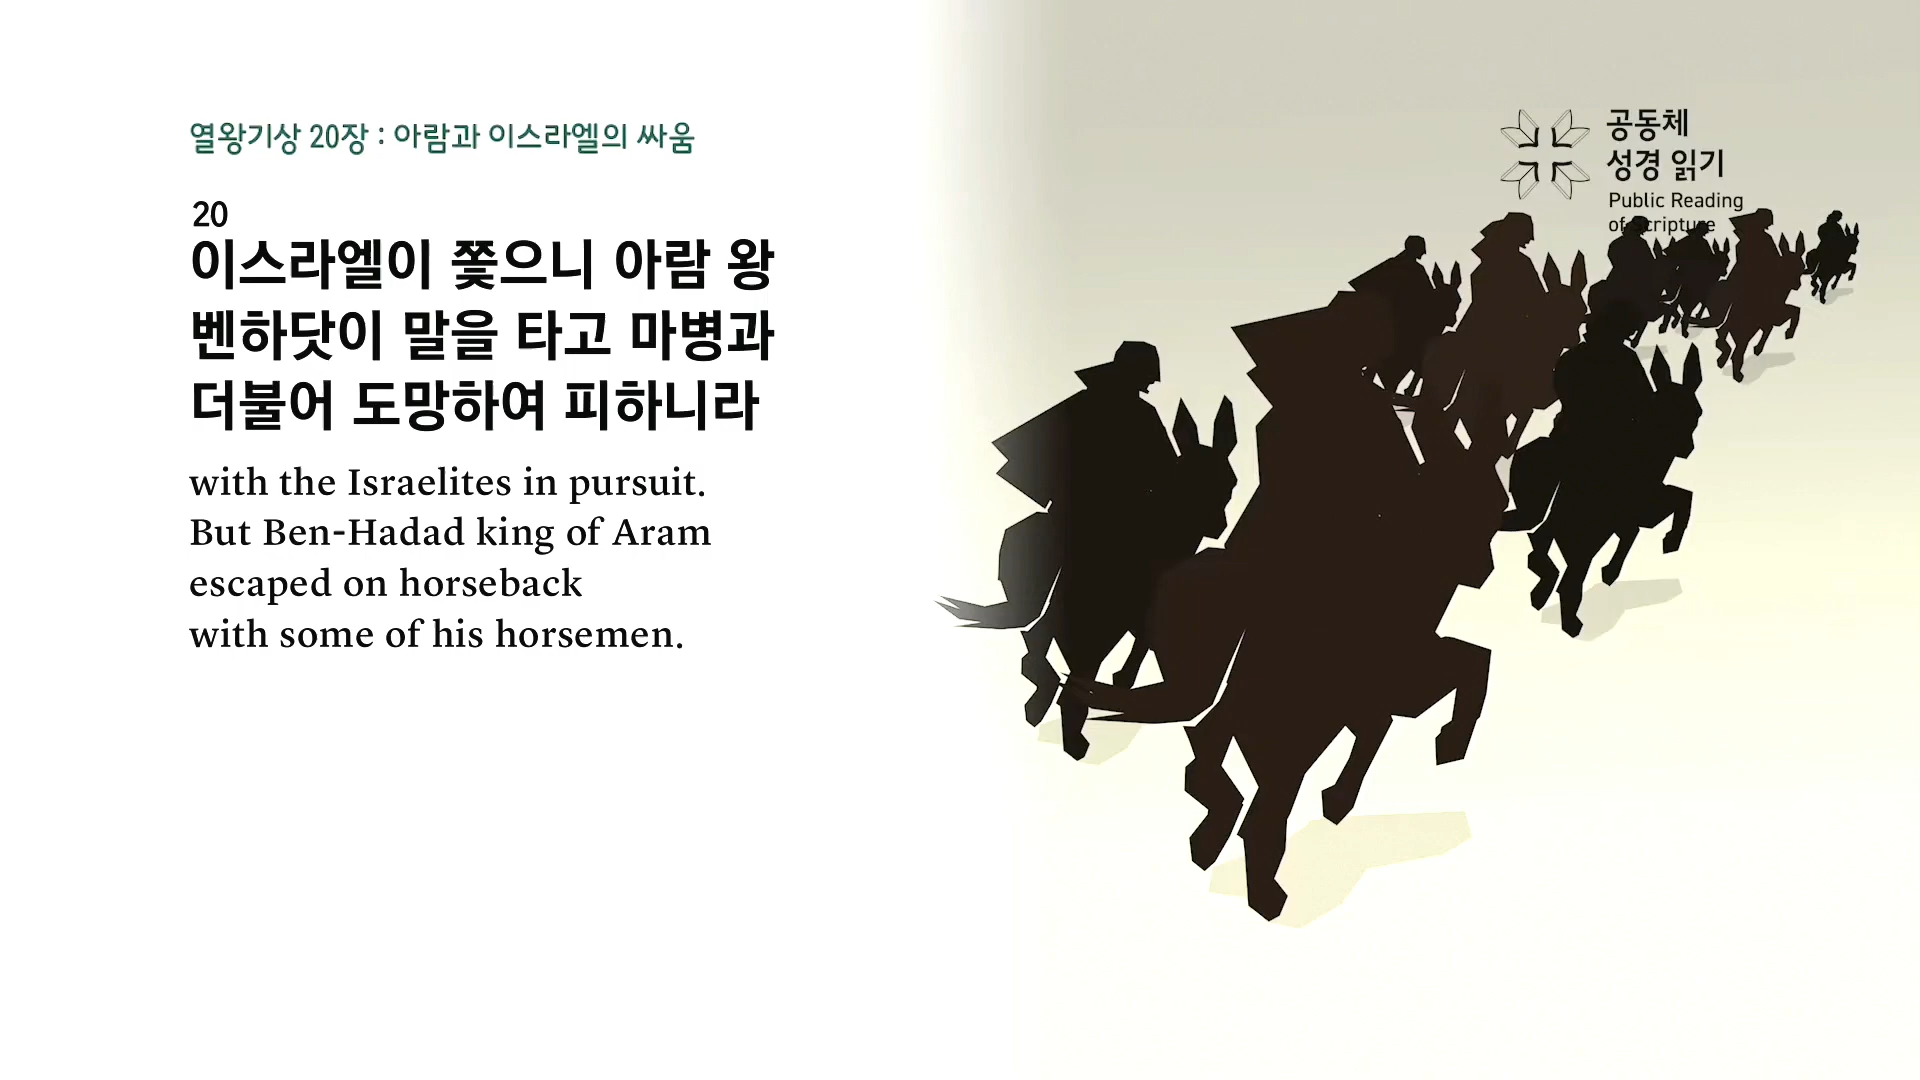 열왕기상 20장 : 아람과 이스라엘의 싸움
20
이스라엘이 쫓으니 아람 왕
벤하닷이 말을 타고 마병과
더불어 도망하여 피하니라
with the Israelites in pursuit.
But Ben-Hadad king of Aram
escaped on horseback
with some of his horsemen.
공동체
성경 읽기
Public Reading
of Scripture